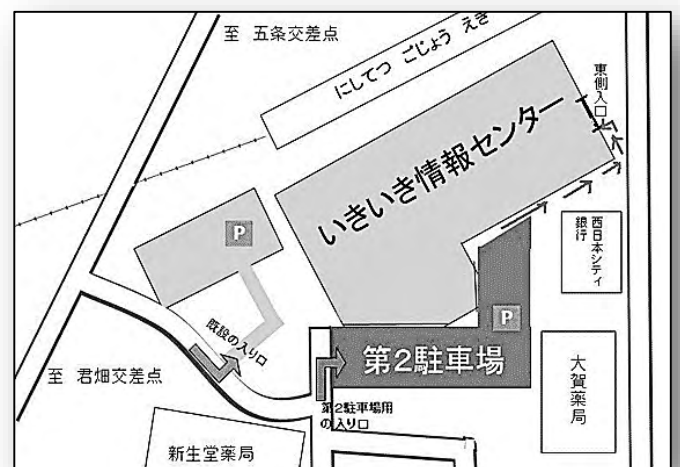 至 五条交差点
にしてつ ごじょう えき
東側入口
いきいき情報センター
P
西日本シティ
銀行
既設の入り口
P
第2駐車場
至 君畑交差点
大賀薬局
第2駐車場用
の入り口
新生堂薬局